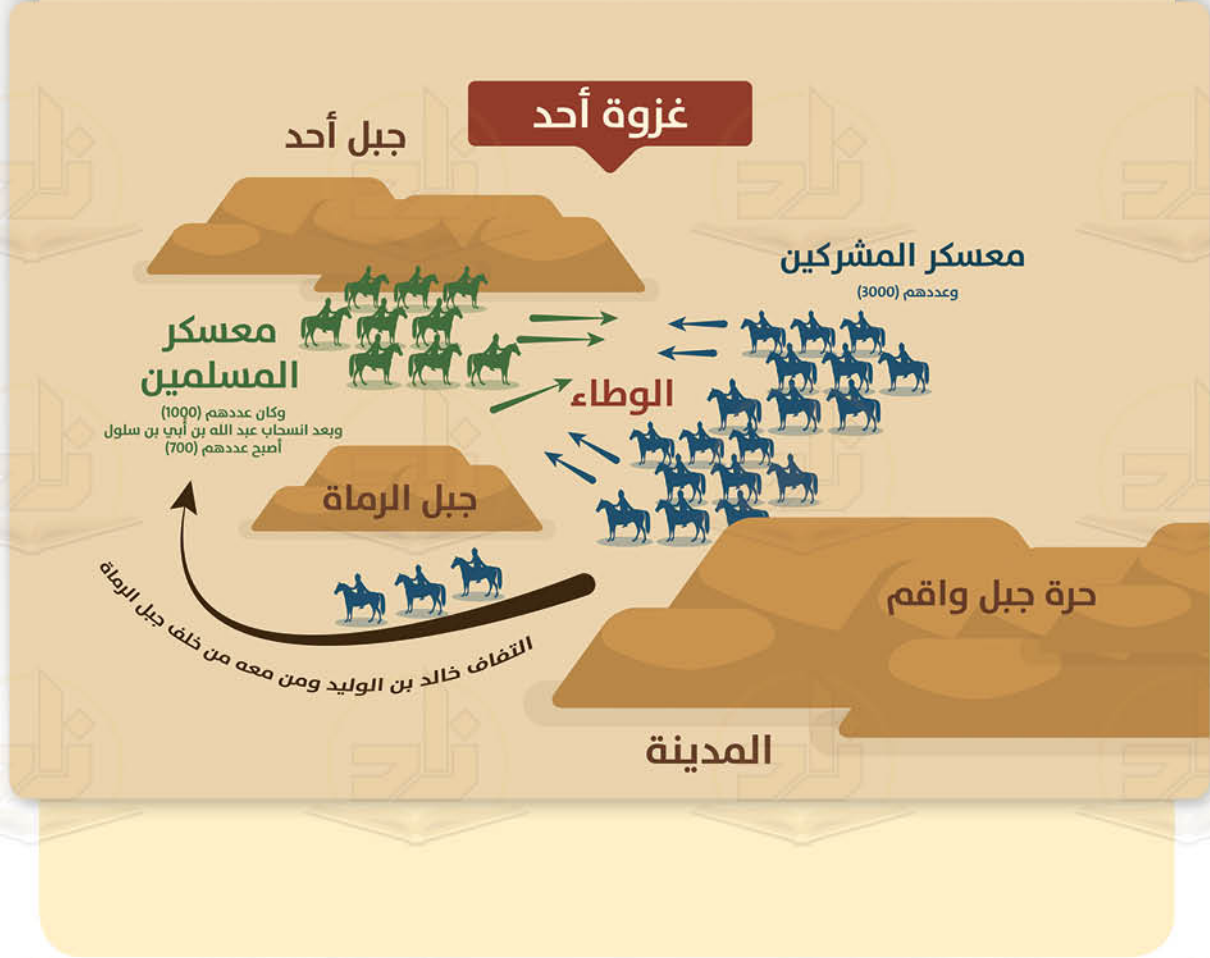 غزوة أحد
جبل أحد
معسكر المشركين
وعددهم (3000)
معسكر
المسلمين
وكان عددهم (1000)
وبعد انسحاب عبد الله بن أبي بن سلول
أصبح عددهم (700)
الوطاء
جبل الرماة
حرة جبل واقم
التفاف خالد بن الوليد ومن معه من خلف جبل الرماة
المدينة
زاد